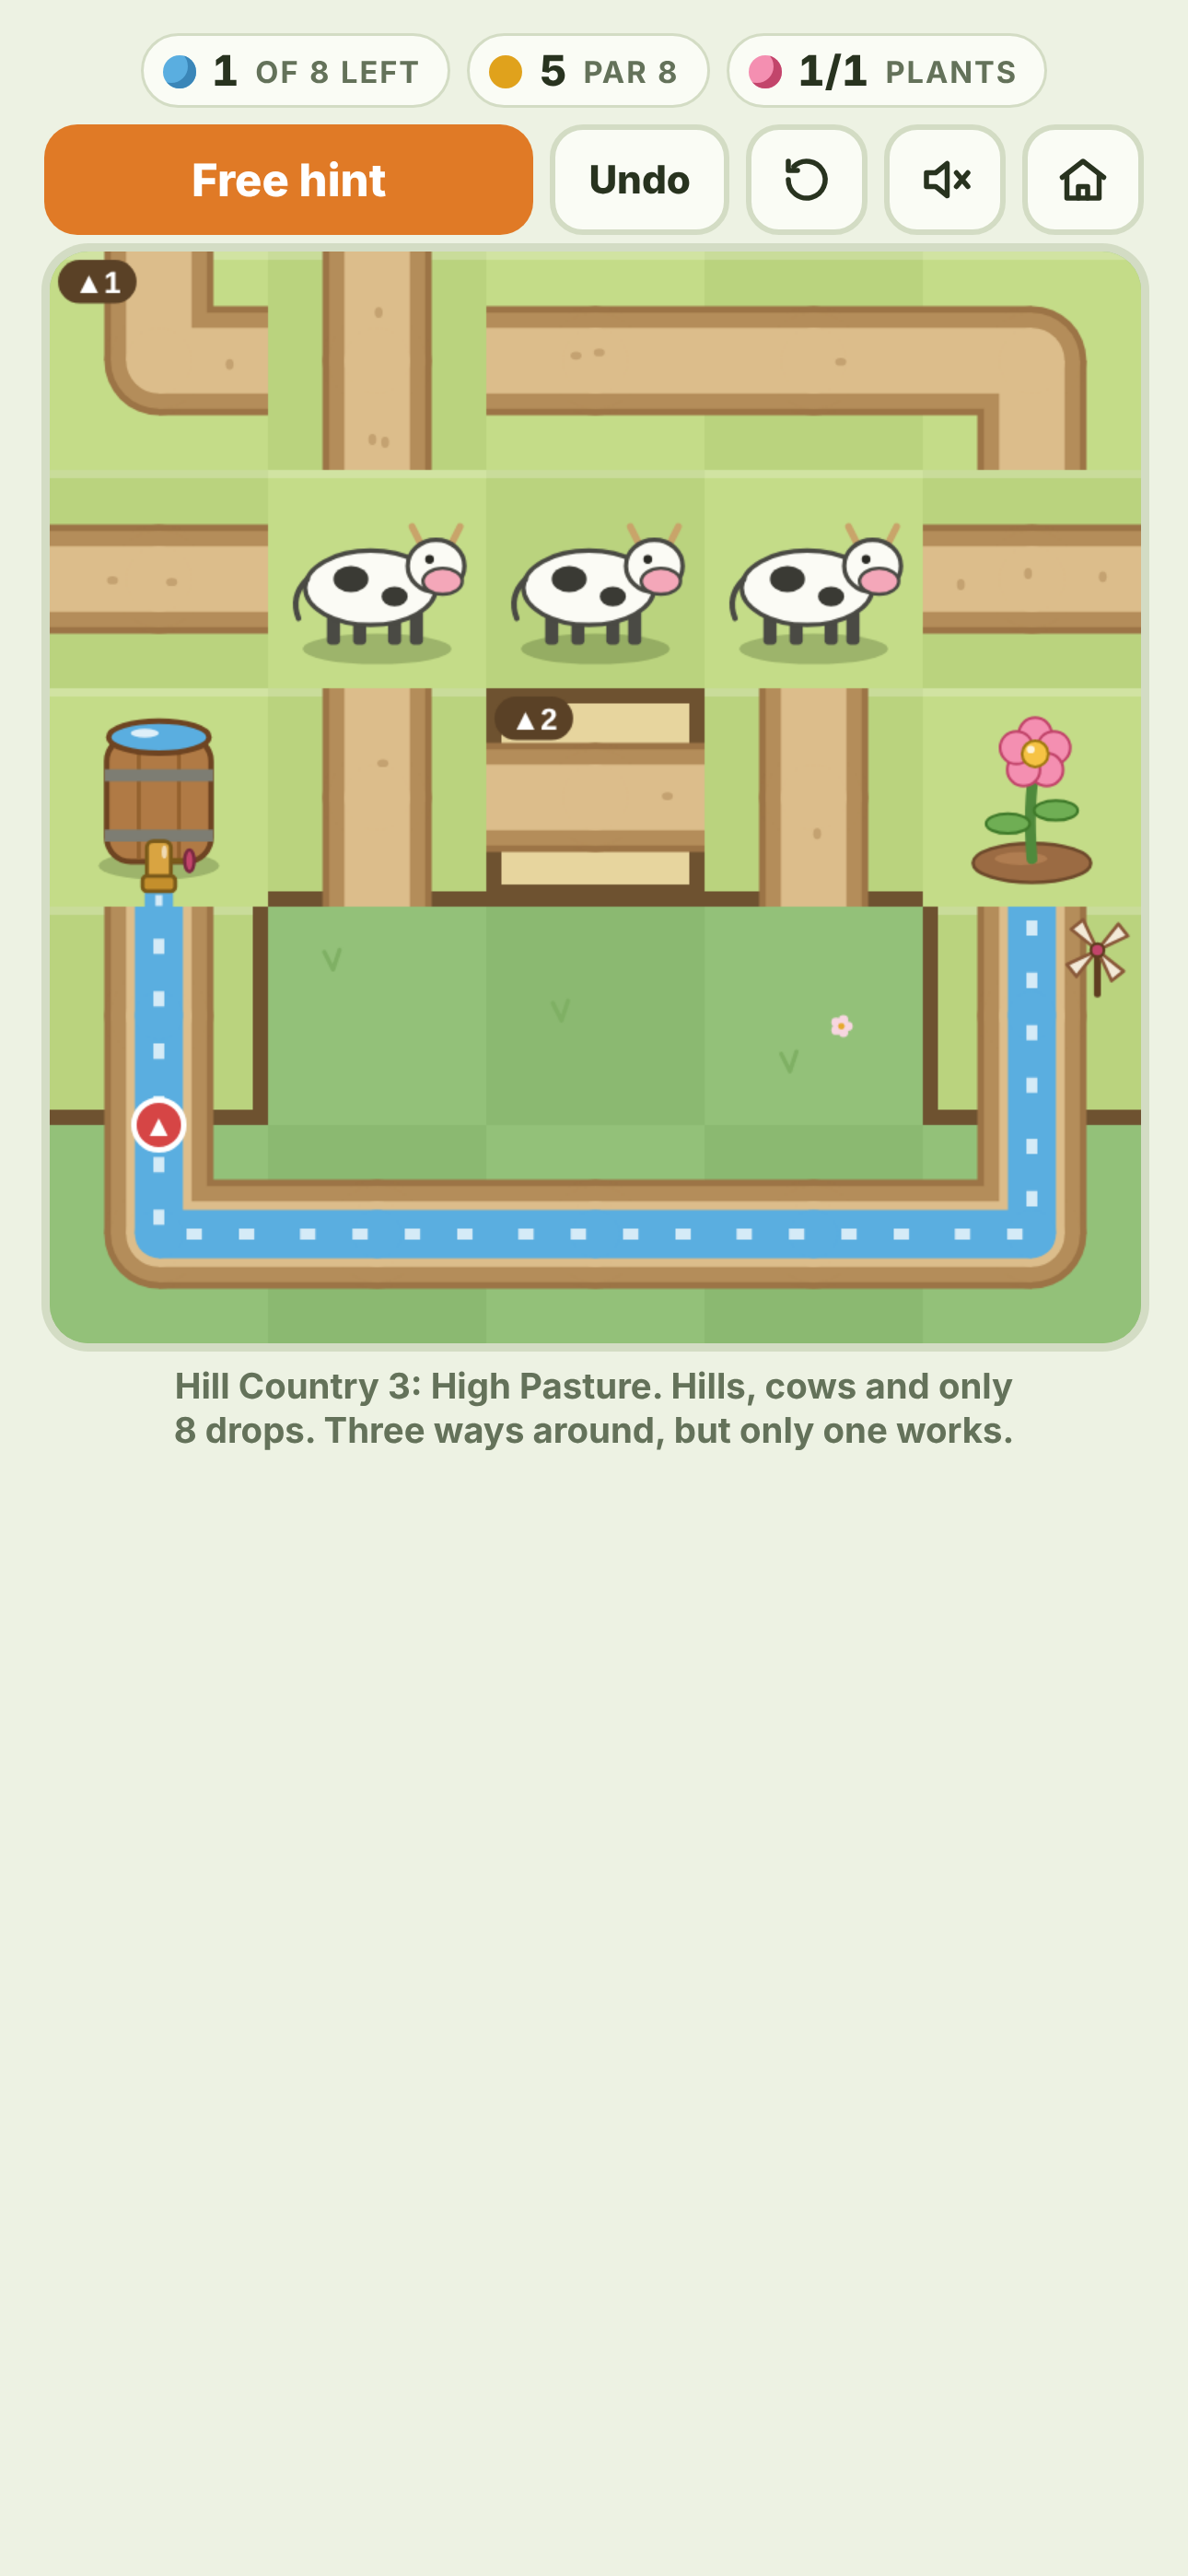 1 OF 8 LEFT
5 PAR 8
1/1 PLANTS
Free hint
Undo
▲1
▲2
▲
Hill Country 3: High Pasture. Hills, cows and only
8 drops. Three ways around, but only one works.